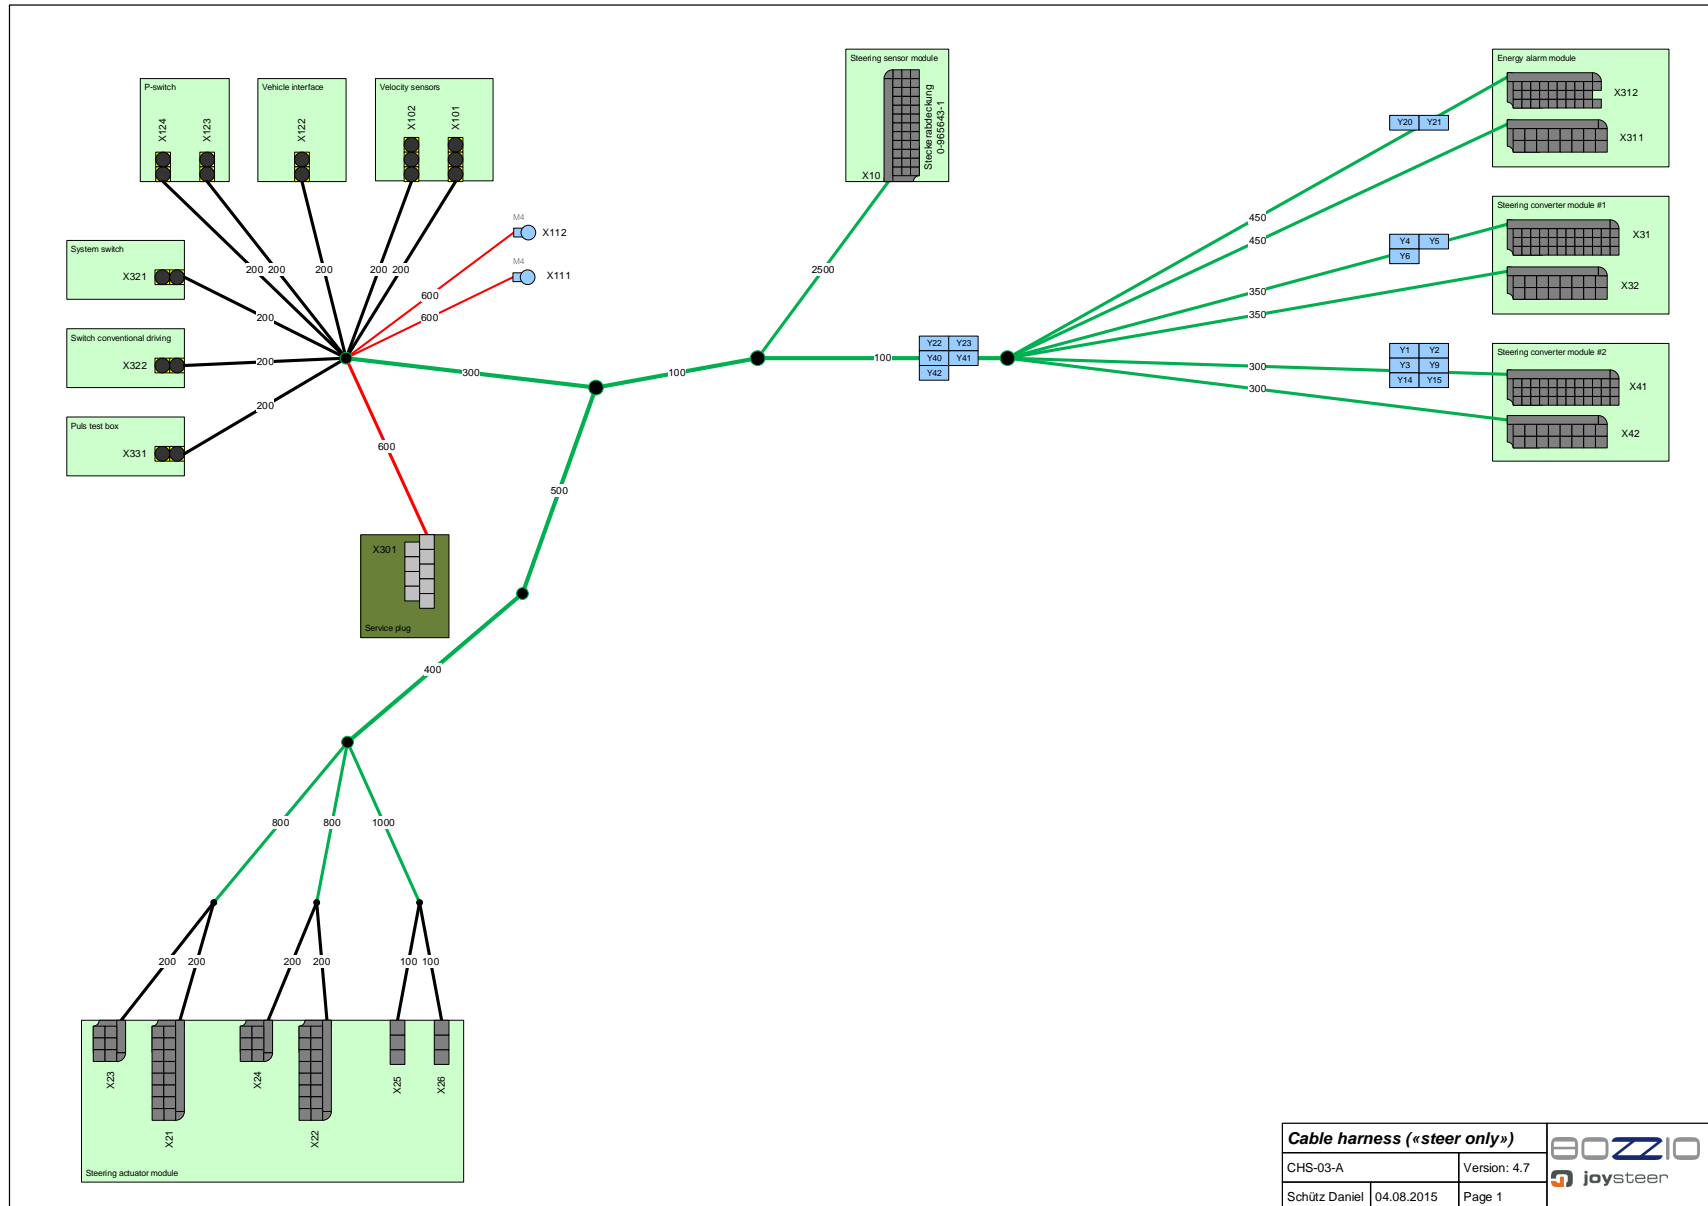 Steering sensor module
Energy alarm module
P-switch
Vehicle interface
Velocity sensors
X124
X123
X122
X102
X101
Steckerabdeckung
0-965643-1
X10
X312
Y20 Y21
X311
M4
X112
M4
X111
System switch
X321
Switch conventional driving
X322
Puls test box
X331
200
200
200
200
200
200
200
200
600
600
600
300
100
2500
100
Y22 Y23
Y40 Y41
Y42
450
450
350
350
300
300
Steering converter module #1
Y4 Y5
Y6
X31
X32
Steering converter module #2
Y1 Y2
Y3 Y9
Y14 Y15
X41
X42
500
X301
Service plug
400
800
800
1000
200
200
200
200
100
100
X23
X21
X24
X22
X25
X26
Steering actuator module
Cable harness («steer only»)
CHS-03-A
Version: 4.7
Schütz Daniel
04.08.2015
Page 1
BOZZIO
joysteer